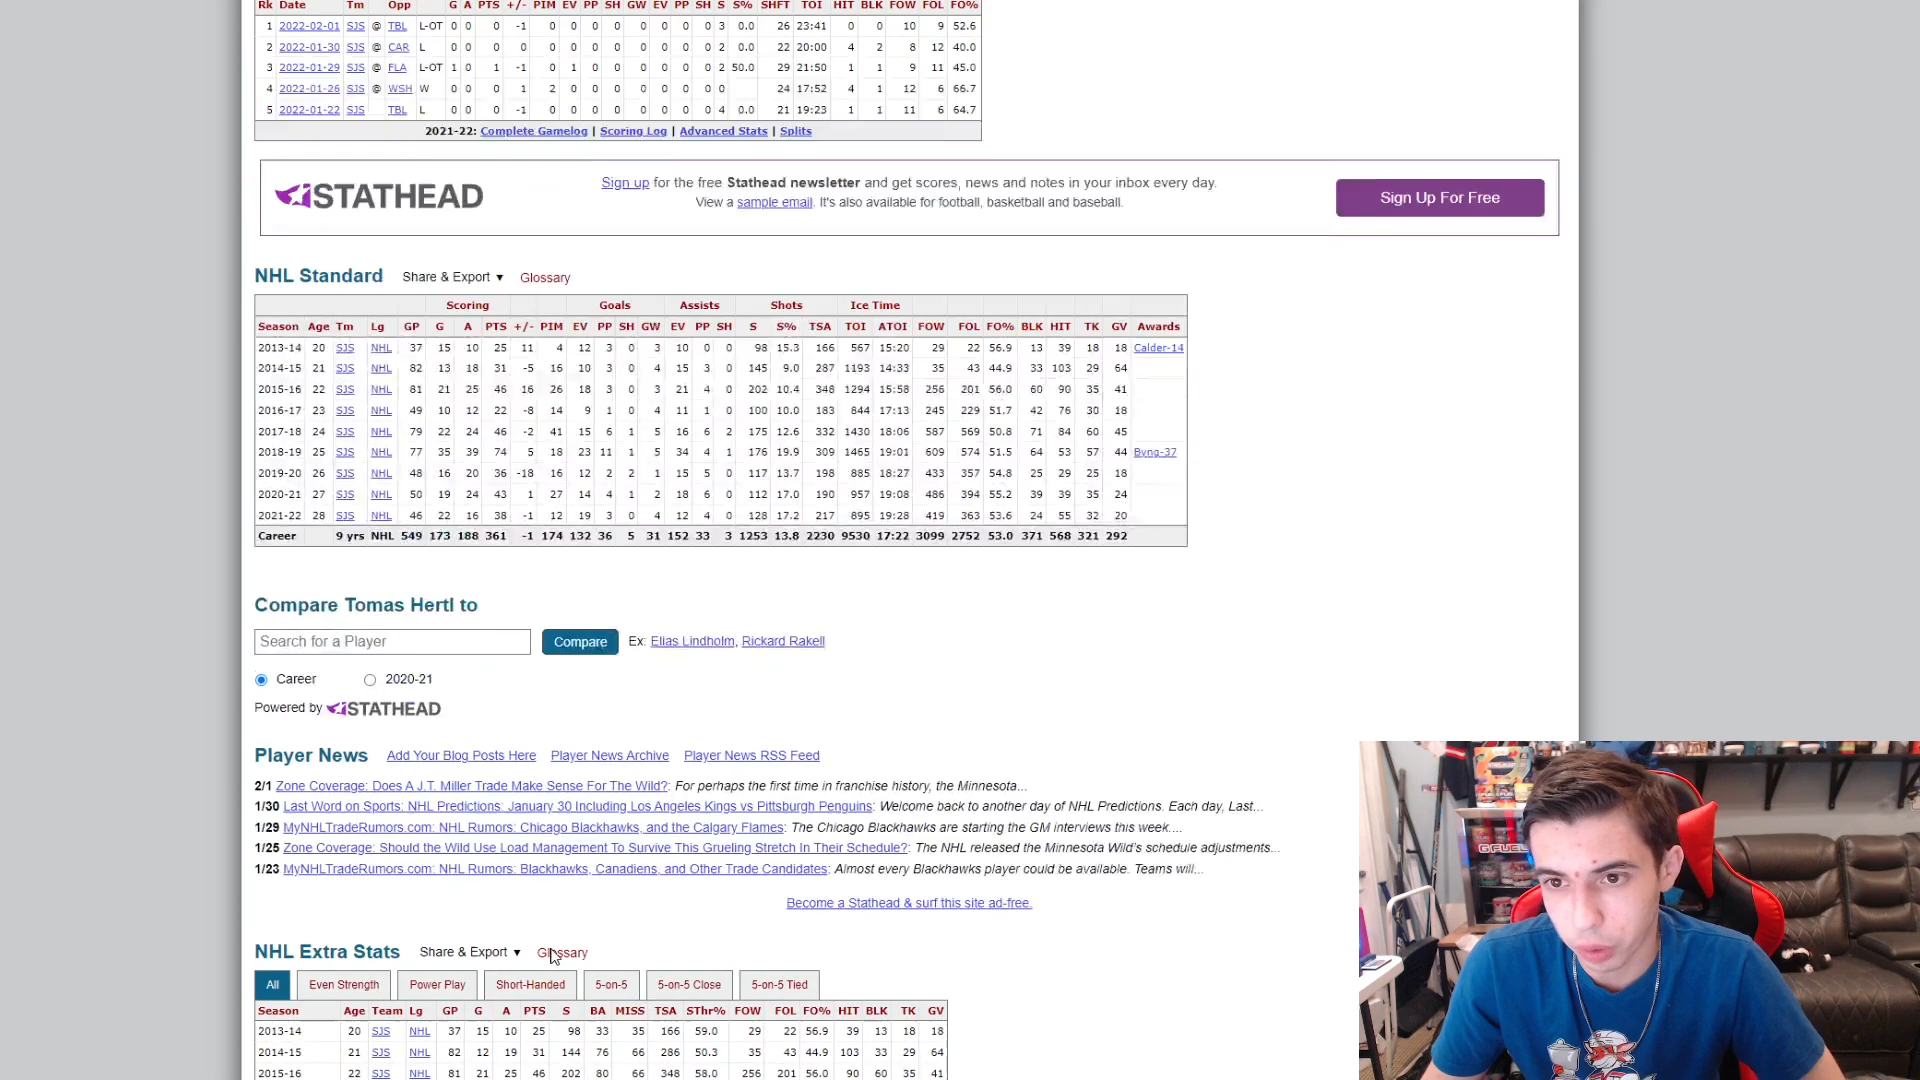 Rk Date Tm Opp G A PTS +/- PIM EV PP SH GW EV PP SH S S% SHFT TOI HIT BLK FOW FOL FO%
1 2022-02-01 SJS @ TBL L-OT 0 0 0 -1 0 0 0 0 0 0 0 0 3 0.0 26 23:41 0 0 10 9 52.6
2 2022-01-30 SJS @ CAR L 0 0 0 0 0 0 0 0 0 0 0 0 2 0.0 22 20:00 4 2 8 12 40.0
3 2022-01-29 SJS @ FLA L-OT 1 0 1 -1 0 1 0 0 0 0 0 0 2 50.0 29 21:50 1 1 9 11 45.0
4 2022-01-26 SJS @ WSH W 0 0 0 1 2 0 0 0 0 0 0 0 0 24 17:52 4 1 12 6 66.7
5 2022-01-22 SJS TBL L 0 0 0 -1 0 0 0 0 0 0 0 0 4 0.0 21 19:23 1 1 11 6 64.7
2021-22: Complete Gamelog | Scoring Log | Advanced Stats | Splits
STATHEAD
Sign up for the free Stathead newsletter and get scores, news and notes in your inbox every day.
View a sample email. It's also available for football, basketball and baseball.
Sign Up For Free
NHL Standard Share & Export ▼ Glossary
Scoring Goals Assists Shots Ice Time
Season Age Tm Lg GP G A PTS +/- PIM EV PP SH GW EV PP SH S S% TSA TOI ATOI FOW FOL FO% BLK HIT TK GV Awards
2013-14 20 SJS NHL 37 15 10 25 11 4 12 3 0 3 10 0 0 98 15.3 166 567 15:20 29 22 56.9 13 39 18 18 Calder-14
2014-15 21 SJS NHL 82 13 18 31 -5 16 10 3 0 4 15 3 0 145 9.0 287 1193 14:33 35 43 44.9 33 103 29 64
2015-16 22 SJS NHL 81 21 25 46 16 26 18 3 0 3 21 4 0 202 10.4 348 1294 15:58 256 201 56.0 60 90 35 41
2016-17 23 SJS NHL 49 10 12 22 -8 14 9 1 0 4 11 1 0 100 10.0 183 844 17:13 245 229 51.7 42 76 30 18
2017-18 24 SJS NHL 79 22 24 46 -2 41 15 6 1 5 16 6 2 175 12.6 332 1430 18:06 587 569 50.8 71 84 60 45
2018-19 25 SJS NHL 77 35 39 74 5 18 23 11 1 5 34 4 1 176 19.9 309 1465 19:01 609 574 51.5 64 53 57 44 Byng-37
2019-20 26 SJS NHL 48 16 20 36 -18 16 12 2 2 1 15 5 0 117 13.7 198 885 18:27 433 357 54.8 25 29 25 18
2020-21 27 SJS NHL 50 19 24 43 1 27 14 4 1 2 18 6 0 112 17.0 190 957 19:08 486 394 55.2 39 39 35 24
2021-22 28 SJS NHL 46 22 16 38 -1 12 19 3 0 4 12 4 0 128 17.2 217 895 19:28 419 363 53.6 24 55 32 20
Career 9 yrs NHL 549 173 188 361 -1 174 132 36 5 31 152 33 3 1253 13.8 2230 9530 17:22 3099 2752 53.0 371 568 321 292
Compare Tomas Hertl to
Search for a Player Compare Ex: Elias Lindholm, Rickard Rakell
Career 2020-21
Powered by STATHEAD
Player News Add Your Blog Posts Here Player News Archive Player News RSS Feed
2/1 Zone Coverage: Does A J.T. Miller Trade Make Sense For The Wild?: For perhaps the first time in franchise history, the Minnesota...
1/30 Last Word on Sports: NHL Predictions: January 30 Including Los Angeles Kings vs Pittsburgh Penguins: Welcome back to another day of NHL Predictions. Each day, Last...
1/29 MyNHLTradeRumors.com: NHL Rumors: Chicago Blackhawks, and the Calgary Flames: The Chicago Blackhawks are starting the GM interviews this week....
1/25 Zone Coverage: Should the Wild Use Load Management To Survive This Grueling Stretch In Their Schedule?: The NHL released the Minnesota Wild's schedule adjustments...
1/23 MyNHLTradeRumors.com: NHL Rumors: Blackhawks, Canadiens, and Other Trade Candidates: Almost every Blackhawks player could be available. Teams will...
Become a Stathead & surf this site ad-free.
NHL Extra Stats Share & Export ▼ Glossary
All Even Strength Power Play Short-Handed 5-on-5 5-on-5 Close 5-on-5 Tied
Season Age Team Lg GP G A PTS S BA MISS TSA SThr% FOW FOL FO% HIT BLK TK GV
2013-14 20 SJS NHL 37 15 10 25 98 33 35 166 59.0 29 22 56.9 39 13 18 18
2014-15 21 SJS NHL 82 12 19 31 144 76 66 286 50.3 35 43 44.9 103 33 29 64
2015-16 22 SJS NHL 81 21 25 46 202 80 66 348 58.0 256 201 56.0 90 60 35 41
G FUEL